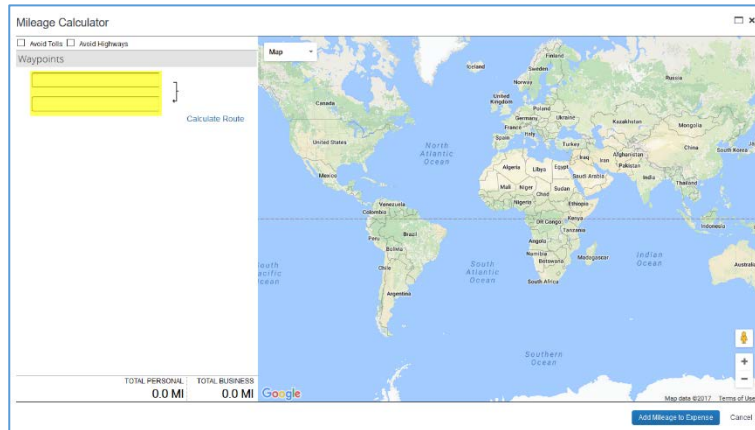 Mileage Calculator
Avoid Tolls Avoid Highways
Waypoints
Calculate Route
TOTAL PERSONAL TOTAL BUSINESS
0.0 MI 0.0 MI
Map
Iceland
Sweden
Norway
Russia
Canada
United Kingdom
Poland
Germany
Ukraine
Kazakhstan
Mongolia
France
Italy
Spain
Turkey
United States
North Atlantic Ocean
China
South Korea
Iraq
Iran
Afghanistan
Pakistan
Algeria
Libya
Egypt
Saudi Arabia
India
Mexico
Mali
Niger
Chad
Sudan
Thailand
Nigeria
Ethiopia
Venezuela
Colombia
DR Congo
Kenya
Tanzania
Indonesia
Peru
Brazil
Angola
Bolivia
Namibia
Botswana
Madagascar
Indian Ocean
Chile
South Pacific Ocean
South Atlantic Ocean
South Africa
Australia
Argentina
Southern Ocean
Google
Map data ©2017 Terms of Use
Add Mileage to Expense Cancel